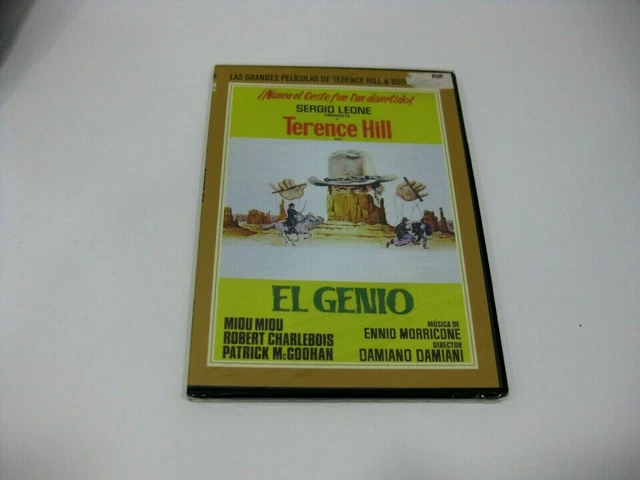 LAS GRANDES PELÍCULAS DE TERENCE HILL & BUD
¡Nunca el Oeste fue tan divertido!
SERGIO LEONE
PRESENTA
A
Terence Hill
EN
EL GENIO
MIOU MIOU
ROBERT CHARLEBOIS
PATRICK McGOOHAN
MÚSICA DE
ENNIO MORRICONE
DIRECTOR
DAMIANO DAMIANI